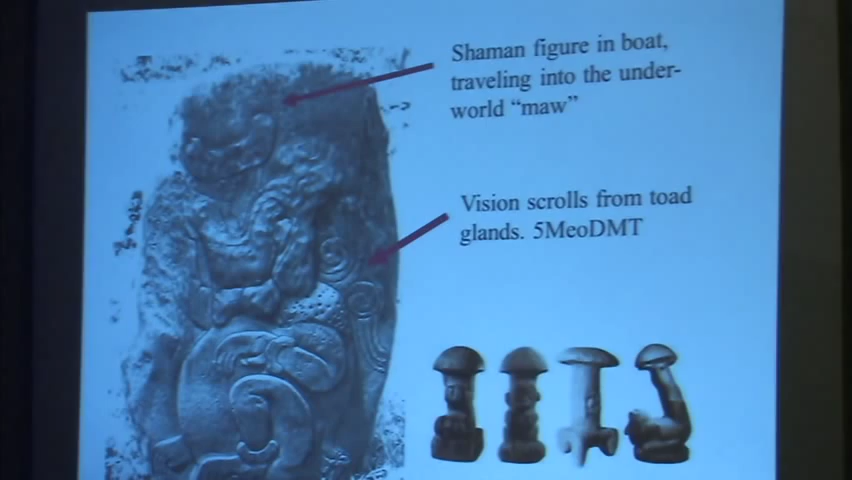 Shaman figure in boat,
traveling into the under-
world “maw”
Vision scrolls from toad
glands. 5MeoDMT